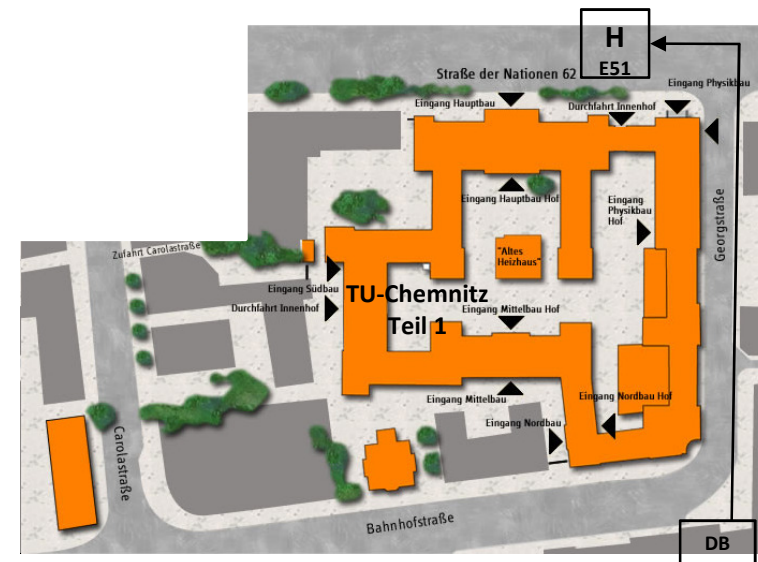 H
E51
Straße der Nationen 62
Eingang Physikbau
Eingang Hauptbau
Durchfahrt Innenhof
Eingang Hauptbau Hof
Eingang
Physikbau
Hof
Georgstraße
Zufahrt Carolastraße
"Altes
Heizhaus"
Eingang Südbau
Durchfahrt Innenhof
TU-Chemnitz
Teil 1
Eingang Mittelbau Hof
Eingang Mittelbau
Eingang Nordbau Hof
Eingang Nordbau
Carolastraße
Bahnhofstraße
DB